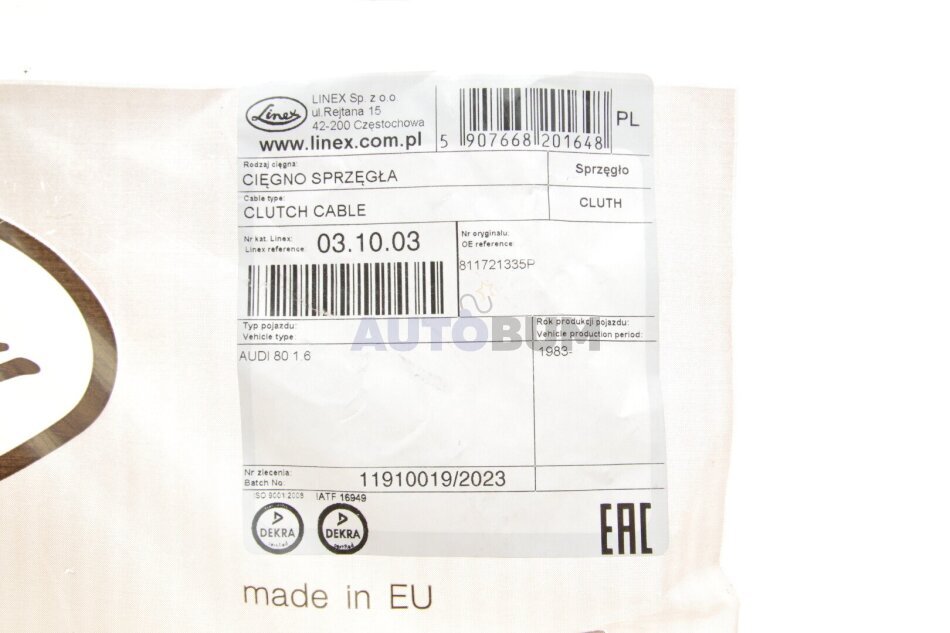 Linex
LINEX Sp. z o.o.
ul.Rejtana 15
42-200 Częstochowa
www.linex.com.pl
5 907668 201648
PL
Rodzaj cięgna:
CIĘGNO SPRZĘGŁA
Sprzęgło
Cable type:
CLUTCH CABLE
CLUTH
Nr kat. Linex:
Linex reference:
03.10.03
Nr oryginału:
OE reference:
811721335P
AUTOBUM
Typ pojazdu:
Vehicle type
Rok produkcji pojazdu:
Vehicle production period:
AUDI 80 1.6
1983-
Nr zlecenia:
Batch No.
11910019/2023
ISO 9001:2008
IATF 16949
DEKRA
DEKRA
EAC
made in EU